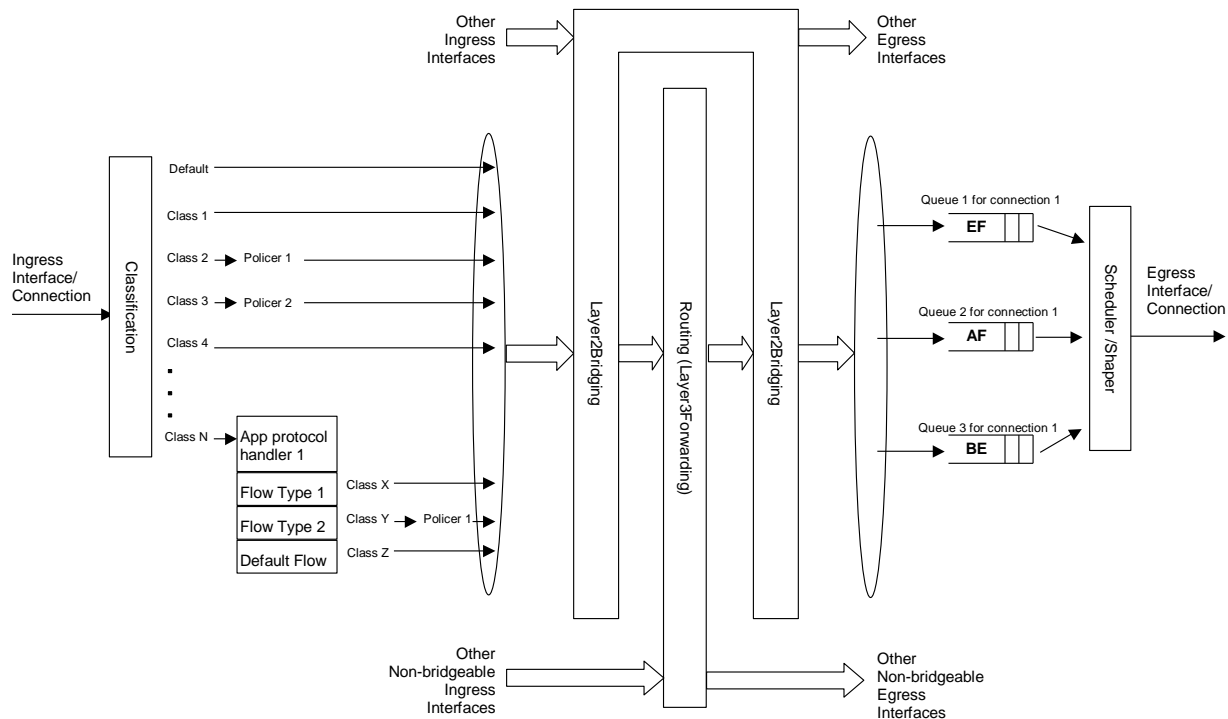 Other
Ingress
Interfaces
Other
Egress
Interfaces
Default
Class 1
Class 2
Policer 1
Class 3
Policer 2
Class 4
Ingress
Interface/
Connection
Classification
Class N
App protocol
handler 1
Flow Type 1
Class X
Flow Type 2
Class Y
Policer 1
Default Flow
Class Z
Layer2Bridging
Routing (Layer3Forwarding)
Layer2Bridging
Queue 1 for connection 1
EF
Queue 2 for connection 1
AF
Queue 3 for connection 1
BE
Scheduler /Shaper
Egress
Interface/
Connection
Other
Non-bridgeable
Ingress
Interfaces
Other
Non-bridgeable
Egress
Interfaces